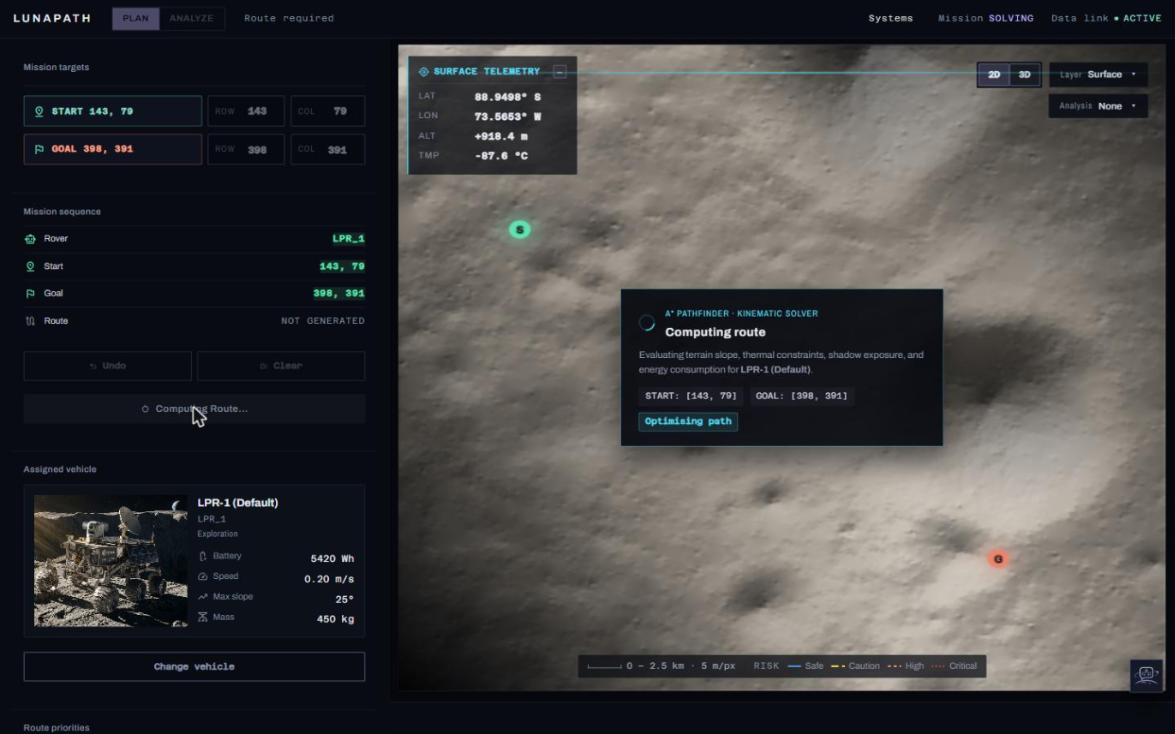 LUNAPATH PLAN ANALYZE Route required Systems Mission SOLVING Data link • ACTIVE
Mission targets
START 143, 79 ROW 143 COL 79
GOAL 398, 391 ROW 398 COL 391
Mission sequence
Rover LPR_1
Start 143, 79
Goal 398, 391
Route NOT GENERATED
Undo Clear
Computing Route...
Assigned vehicle
LPR-1 (Default)
LPR_1
Exploration
Battery 5420 Wh
Speed 0.20 m/s
Max slope 25°
Mass 450 kg
Change vehicle
Route priorities
SURFACE TELEMETRY −
LAT 88.9498° S
LON 73.5653° W
ALT +918.4 m
TMP -87.6 °C
2D 3D Layer Surface
Analysis None
S
A* PATHFINDER · KINEMATIC SOLVER
Computing route
Evaluating terrain slope, thermal constraints, shadow exposure, and
energy consumption for LPR-1 (Default).
START: [143, 79] GOAL: [398, 391]
Optimising path
G
0 – 2.5 km · 5 m/px RISK Safe Caution High Critical